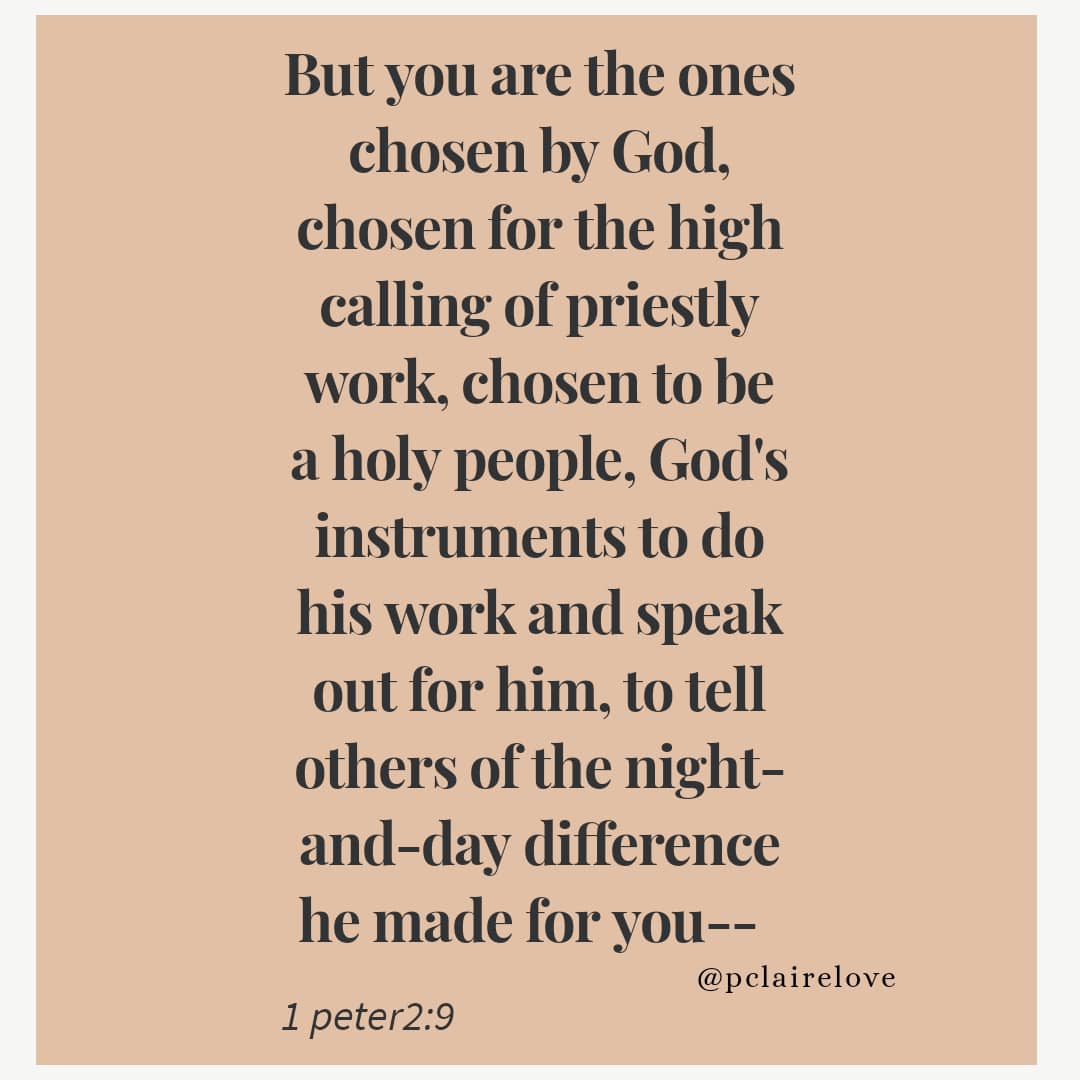 But you are the ones
chosen by God,
chosen for the high
calling of priestly
work, chosen to be
a holy people, God's
instruments to do
his work and speak
out for him, to tell
others of the night-
and-day difference
he made for you--
@pclairelove
1 peter2:9